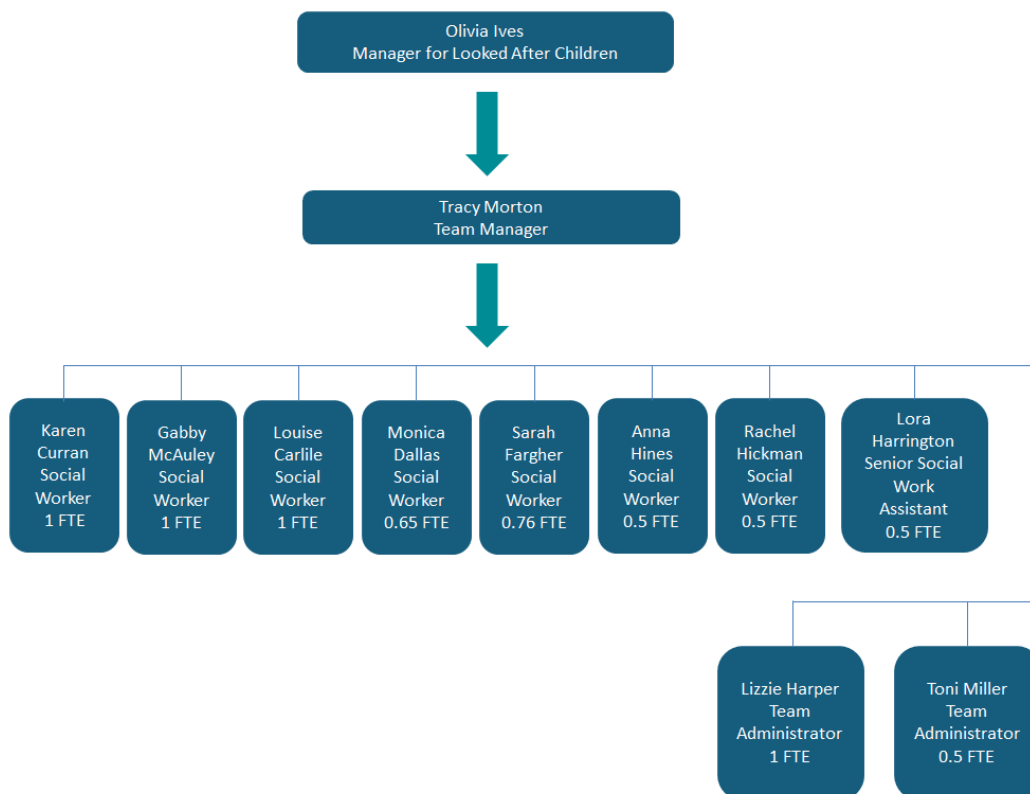 Olivia Ives
Manager for Looked After Children
Tracy Morton
Team Manager
Karen
Curran
Social
Worker
1 FTE
Gabby
McAuley
Social
Worker
1 FTE
Louise
Carlile
Social
Worker
1 FTE
Monica
Dallas
Social
Worker
0.65 FTE
Sarah
Fargher
Social
Worker
0.76 FTE
Anna
Hines
Social
Worker
0.5 FTE
Rachel
Hickman
Social
Worker
0.5 FTE
Lora
Harrington
Senior Social
Work
Assistant
0.5 FTE
Lizzie Harper
Team
Administrator
1 FTE
Toni Miller
Team
Administrator
0.5 FTE